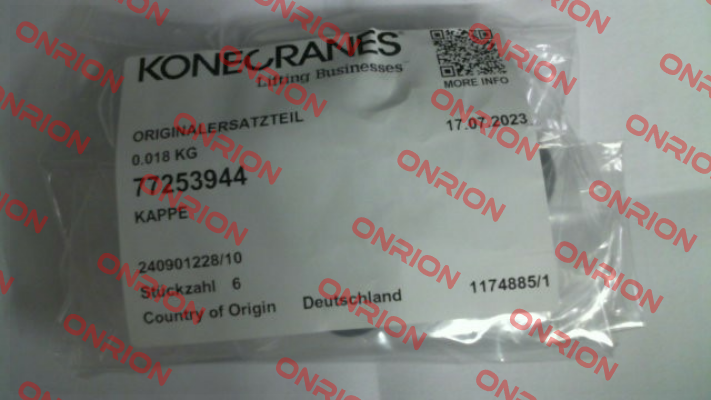 KONECRANES
Lifting Businesses™
MORE INFO
ORIGINALERSATZTEIL 17.07.2023
0.018 KG
77253944
KAPPE
240901228/10
Stückzahl 6 1174885/1
Country of Origin Deutschland
ONRION